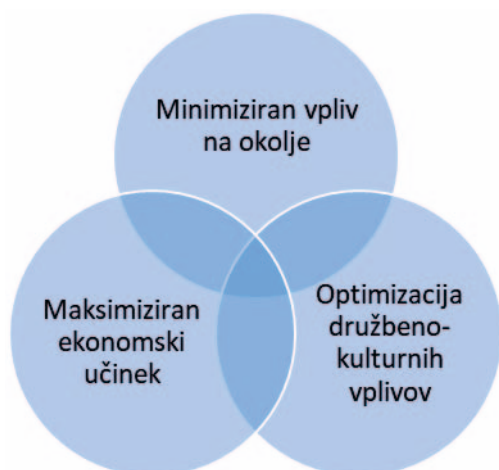 Minimiziran vpliv
na okolje
Maksimiziran
ekonomski
učinek
Optimizacija
družbeno-
kulturnih
vplivov